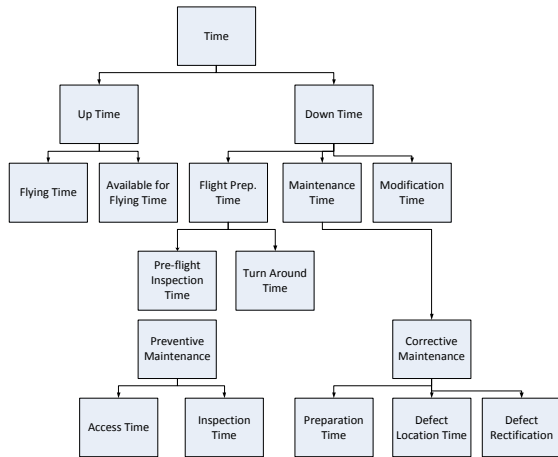 Time
Up Time
Down Time
Flying Time
Available for
Flying Time
Flight Prep.
Time
Maintenance
Time
Modification
Time
Pre-flight
Inspection
Time
Turn Around
Time
Preventive
Maintenance
Corrective
Maintenance
Access Time
Inspection
Time
Preparation
Time
Defect
Location Time
Defect
Rectification